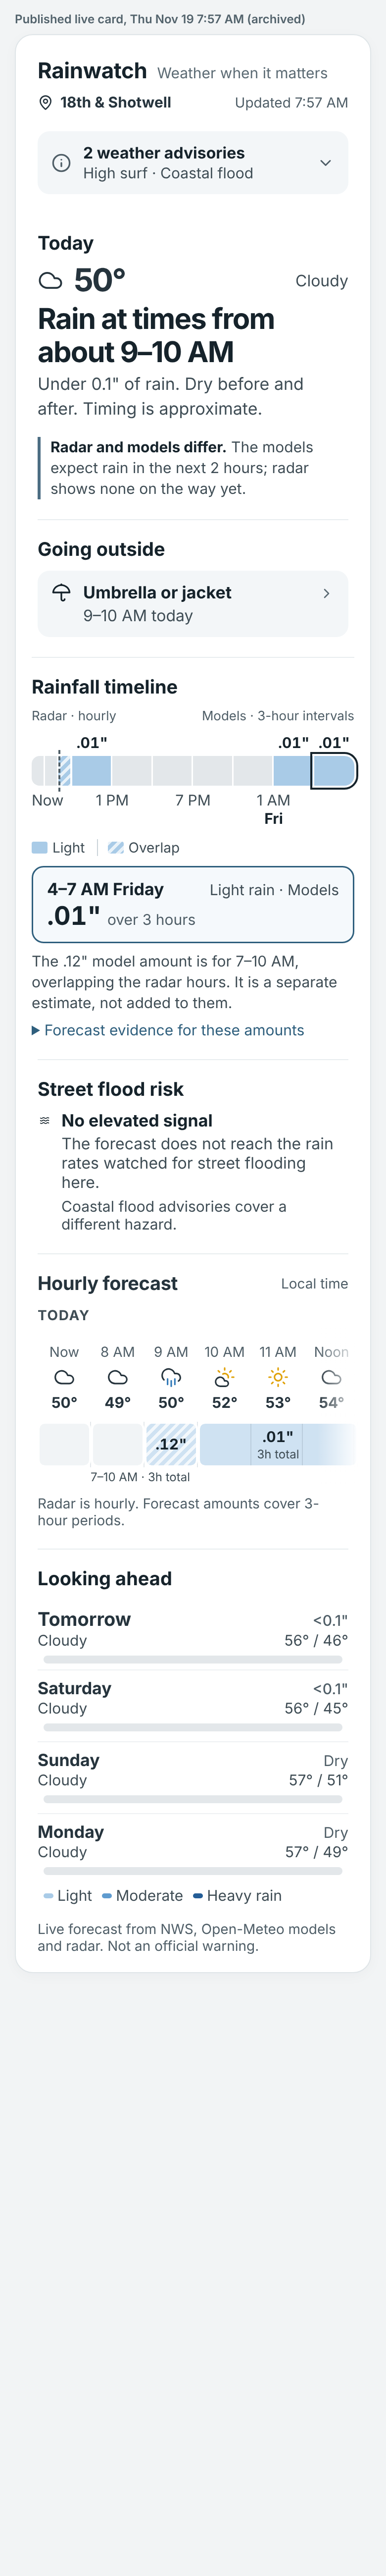 Published live card, Thu Nov 19 7:57 AM (archived)
Rainwatch Weather when it matters
18th & Shotwell Updated 7:57 AM
2 weather advisories
High surf · Coastal flood
Today
50° Cloudy
Rain at times from
about 9–10 AM
Under 0.1" of rain. Dry before and
after. Timing is approximate.
Radar and models differ. The models
expect rain in the next 2 hours; radar
shows none on the way yet.
Going outside
Umbrella or jacket
9–10 AM today
Rainfall timeline
Radar · hourly Models · 3-hour intervals
.01" .01" .01"
Now 1 PM 7 PM 1 AM
Fri
Light Overlap
4–7 AM Friday Light rain · Models
.01" over 3 hours
The .12" model amount is for 7–10 AM,
overlapping the radar hours. It is a separate
estimate, not added to them.
Forecast evidence for these amounts
Street flood risk
No elevated signal
The forecast does not reach the rain
rates watched for street flooding
here.
Coastal flood advisories cover a
different hazard.
Hourly forecast Local time
TODAY
Now 8 AM 9 AM 10 AM 11 AM Noon
50° 49° 50° 52° 53° 54°
.12" .01"
3h total
7–10 AM · 3h total
Radar is hourly. Forecast amounts cover 3-
hour periods.
Looking ahead
Tomorrow <0.1"
Cloudy 56° / 46°
Saturday <0.1"
Cloudy 56° / 45°
Sunday Dry
Cloudy 57° / 51°
Monday Dry
Cloudy 57° / 49°
Light Moderate Heavy rain
Live forecast from NWS, Open-Meteo models
and radar. Not an official warning.